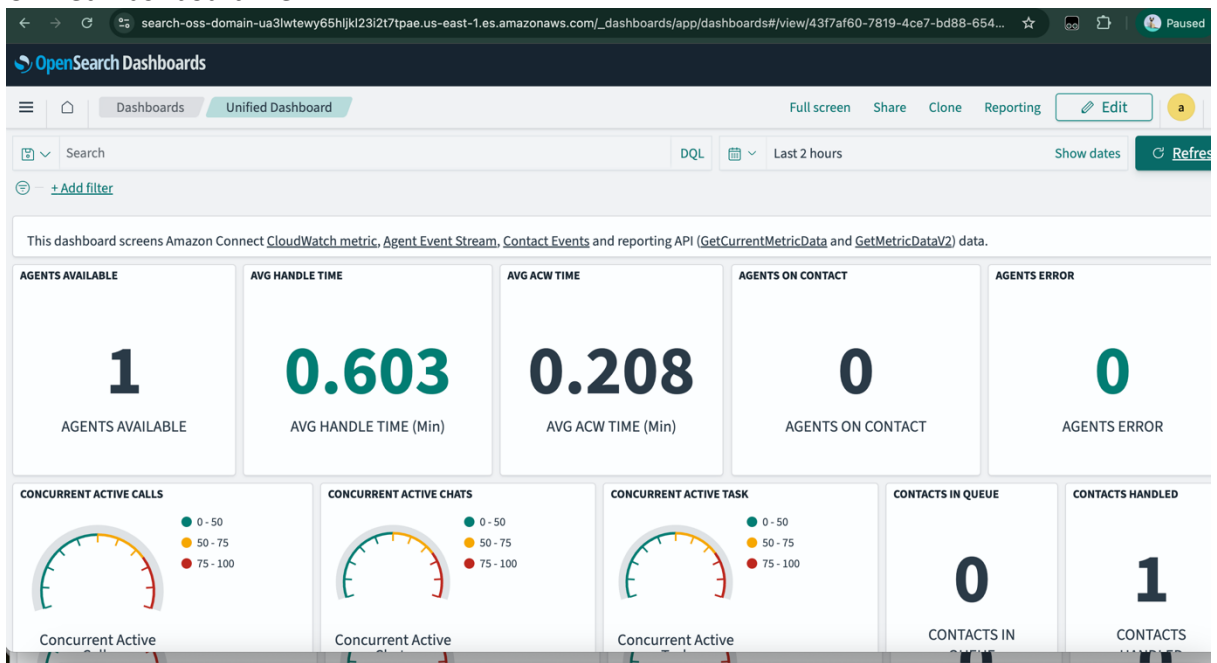 search-oss-domain-ua3lwtewy65hljkl23i2t7tpae.us-east-1.es.amazonaws.com/_dashboards/app/dashboards#/view/43f7af60-7819-4ce7-bd88-654...
Paused
OpenSearch Dashboards
Dashboards
Unified Dashboard
Full screen
Share
Clone
Reporting
Edit
a
Search
DQL
Last 2 hours
Show dates
Refres
+ Add filter
This dashboard screens Amazon Connect CloudWatch metric, Agent Event Stream, Contact Events and reporting API (GetCurrentMetricData and GetMetricDataV2) data.
AGENTS AVAILABLE
1
AGENTS AVAILABLE
AVG HANDLE TIME
0.603
AVG HANDLE TIME (Min)
AVG ACW TIME
0.208
AVG ACW TIME (Min)
AGENTS ON CONTACT
0
AGENTS ON CONTACT
AGENTS ERROR
0
AGENTS ERROR
CONCURRENT ACTIVE CALLS
0 - 50
50 - 75
75 - 100
Concurrent Active
CONCURRENT ACTIVE CHATS
0 - 50
50 - 75
75 - 100
Concurrent Active
CONCURRENT ACTIVE TASK
0 - 50
50 - 75
75 - 100
Concurrent Active
CONTACTS IN QUEUE
0
CONTACTS IN
CONTACTS HANDLED
1
CONTACTS